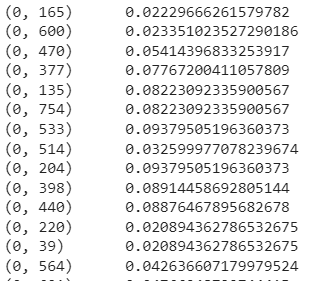 (0, 165) 0.02229666261579782
(0, 600) 0.023351023527290186
(0, 470) 0.05414396833253917
(0, 377) 0.07767200411057809
(0, 135) 0.08223092335900567
(0, 754) 0.08223092335900567
(0, 533) 0.09379505196360373
(0, 514) 0.032599977078239674
(0, 204) 0.09379505196360373
(0, 398) 0.08914458692805144
(0, 440) 0.08876467895682678
(0, 220) 0.020894362786532675
(0, 39) 0.020894362786532675
(0, 564) 0.042636607179979524